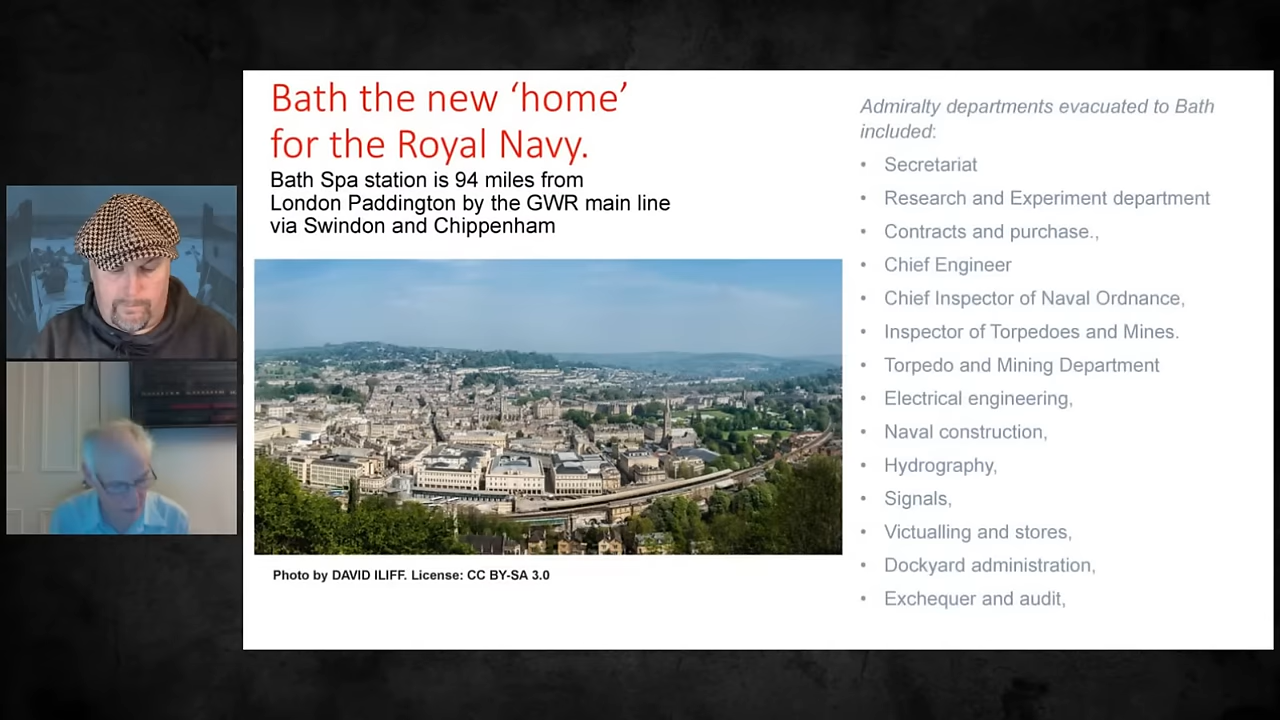 Bath the new ‘home’
for the Royal Navy.
Bath Spa station is 94 miles from
London Paddington by the GWR main line
via Swindon and Chippenham
Photo by DAVID ILIFF. License: CC BY-SA 3.0
Admiralty departments evacuated to Bath
included:
• Secretariat
• Research and Experiment department
• Contracts and purchase.,
• Chief Engineer
• Chief Inspector of Naval Ordnance,
• Inspector of Torpedoes and Mines.
• Torpedo and Mining Department
• Electrical engineering,
• Naval construction,
• Hydrography,
• Signals,
• Victualling and stores,
• Dockyard administration,
• Exchequer and audit,